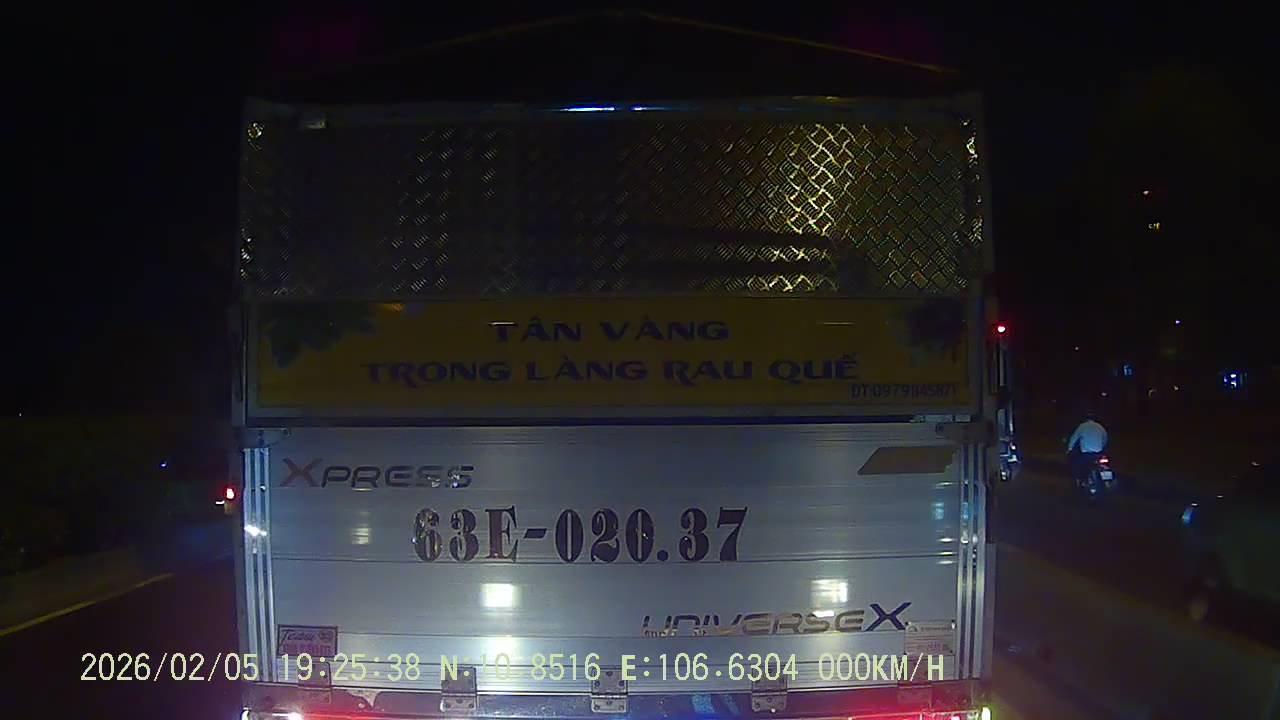 TÂN VÀNG
TRONG LÀNG RAU QUẾ
ĐT:0979845871
XPRESS
63E-020.37
UNIVERSEX
2026/02/05 19:25:38 N:10.8516 E:106.6304 000KM/H